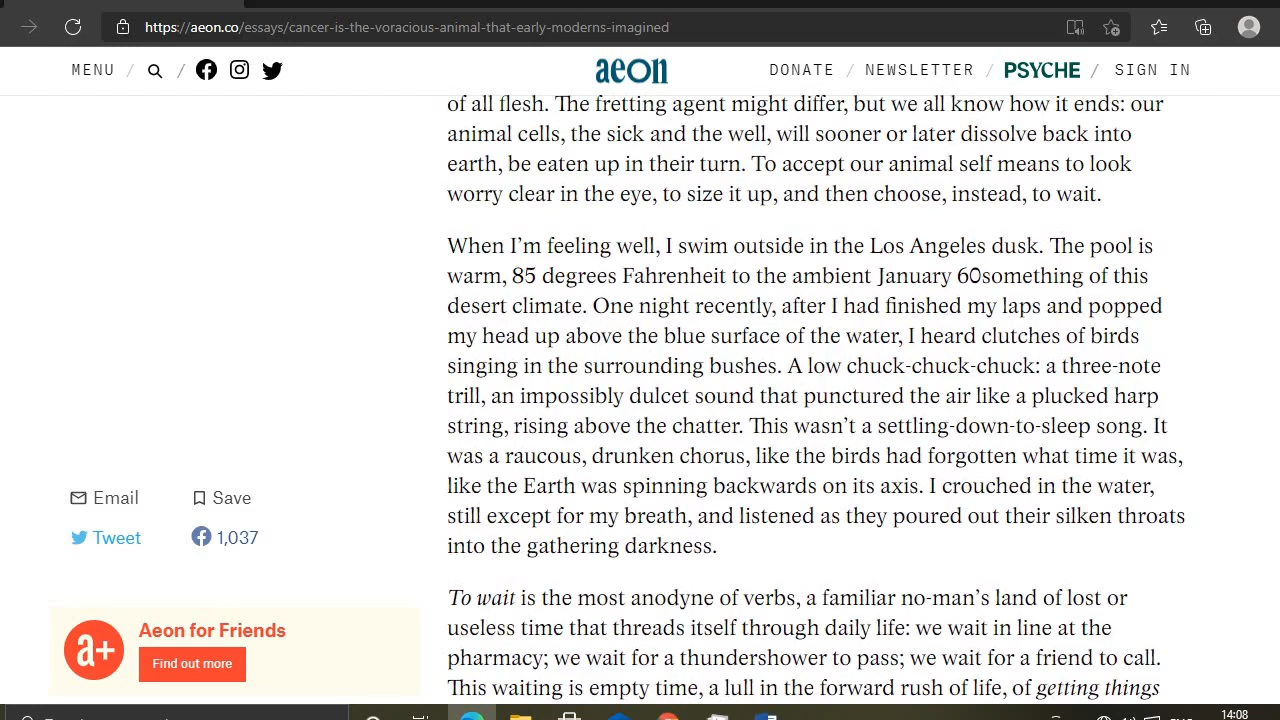 https://aeon.co/essays/cancer-is-the-voracious-animal-that-early-moderns-imagined
MENU / / aeon DONATE / NEWSLETTER / PSYCHE / SIGN IN
of all flesh. The fretting agent might differ, but we all know how it ends: our
animal cells, the sick and the well, will sooner or later dissolve back into
earth, be eaten up in their turn. To accept our animal self means to look
worry clear in the eye, to size it up, and then choose, instead, to wait.
When I’m feeling well, I swim outside in the Los Angeles dusk. The pool is
warm, 85 degrees Fahrenheit to the ambient January 60something of this
desert climate. One night recently, after I had finished my laps and popped
my head up above the blue surface of the water, I heard clutches of birds
singing in the surrounding bushes. A low chuck-chuck-chuck: a three-note
trill, an impossibly dulcet sound that punctured the air like a plucked harp
string, rising above the chatter. This wasn’t a settling-down-to-sleep song. It
was a raucous, drunken chorus, like the birds had forgotten what time it was,
like the Earth was spinning backwards on its axis. I crouched in the water,
still except for my breath, and listened as they poured out their silken throats
into the gathering darkness.
To wait is the most anodyne of verbs, a familiar no-man’s land of lost or
useless time that threads itself through daily life: we wait in line at the
pharmacy; we wait for a thundershower to pass; we wait for a friend to call.
This waiting is empty time, a lull in the forward rush of life, of getting things
Email Save
Tweet 1,037
a+ Aeon for Friends
Find out more
14:08